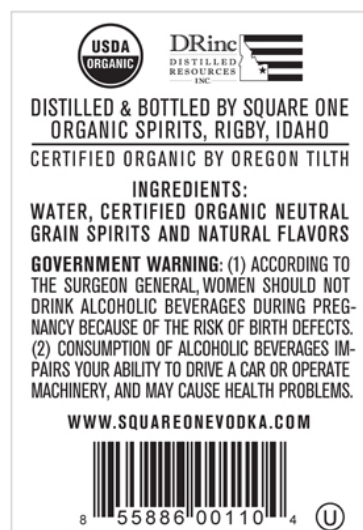 USDA
ORGANIC
DRinc
DISTILLED
RESOURCES
INC.
DISTILLED & BOTTLED BY SQUARE ONE
ORGANIC SPIRITS, RIGBY, IDAHO
CERTIFIED ORGANIC BY OREGON TILTH
INGREDIENTS:
WATER, CERTIFIED ORGANIC NEUTRAL
GRAIN SPIRITS AND NATURAL FLAVORS
GOVERNMENT WARNING: (1) ACCORDING TO
THE SURGEON GENERAL, WOMEN SHOULD NOT
DRINK ALCOHOLIC BEVERAGES DURING PREG-
NANCY BECAUSE OF THE RISK OF BIRTH DEFECTS.
(2) CONSUMPTION OF ALCOHOLIC BEVERAGES IM-
PAIRS YOUR ABILITY TO DRIVE A CAR OR OPERATE
MACHINERY, AND MAY CAUSE HEALTH PROBLEMS.
WWW.SQUAREONEVODKA.COM
8 55886 00110 4
U